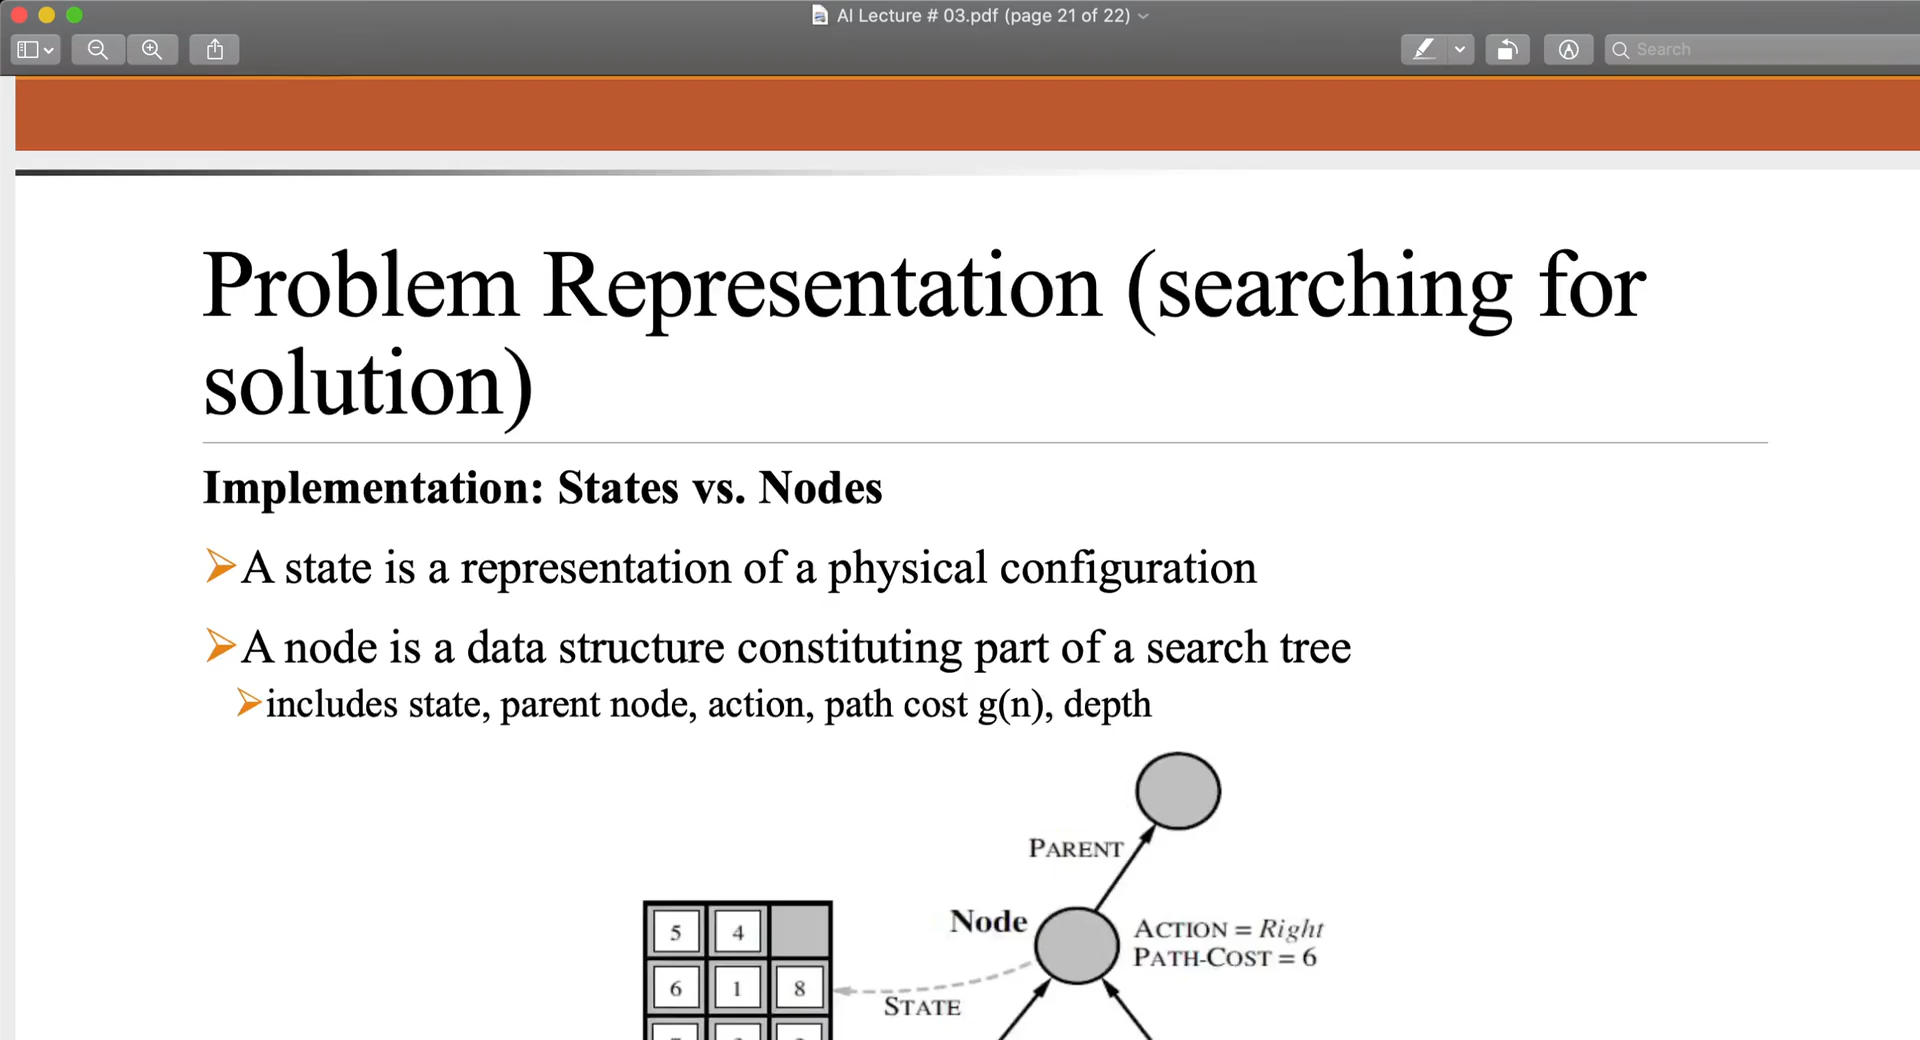 AI Lecture # 03.pdf (page 21 of 22)
Search
Problem Representation (searching for
solution)
Implementation: States vs. Nodes
A state is a representation of a physical configuration
A node is a data structure constituting part of a search tree
includes state, parent node, action, path cost g(n), depth
PARENT
Node
ACTION = Right
PATH-COST = 6
STATE
5 4
6 1 8